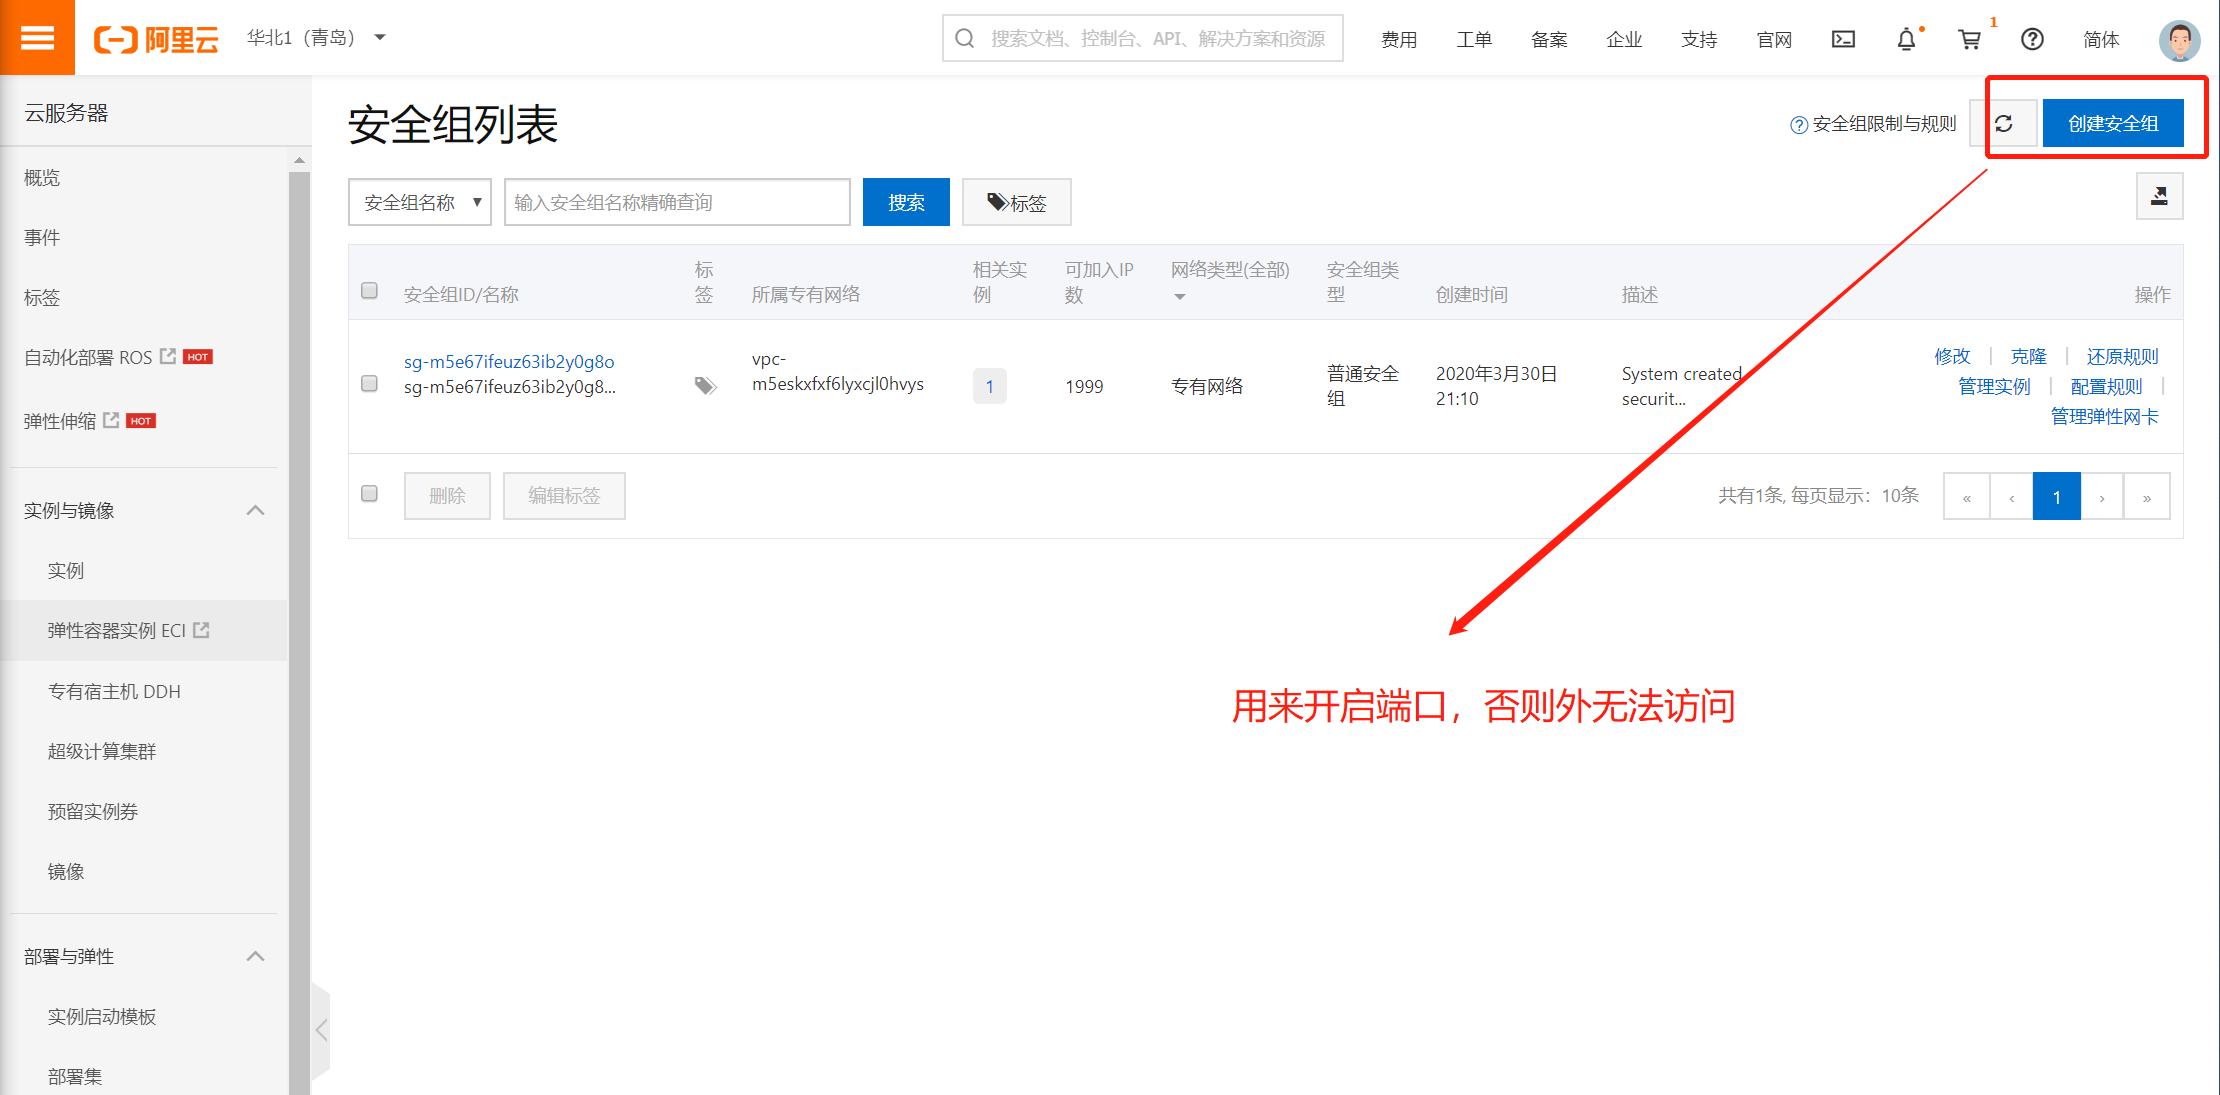 阿里云
华北1（青岛）
搜索文档、控制台、API、解决方案和资源
费用
工单
备案
企业
支持
官网
1
简体
云服务器
概览
事件
标签
自动化部署 ROS HOT
弹性伸缩 HOT
实例与镜像
实例
弹性容器实例 ECI
专有宿主机 DDH
超级计算集群
预留实例券
镜像
部署与弹性
实例启动模板
部署集
安全组列表
安全组限制与规则
创建安全组
安全组名称
输入安全组名称精确查询
搜索
标签
安全组ID/名称
标
签
所属专有网络
相关实
例
可加入IP
数
网络类型(全部)
安全组类
型
创建时间
描述
操作
sg-m5e67ifeuz63ib2y0g8o
sg-m5e67ifeuz63ib2y0g8...
vpc-
m5eskxfxf6lyxcjl0hvys
1
1999
专有网络
普通安全
组
2020年3月30日
21:10
System created
securit...
修改 | 克隆 | 还原规则
管理实例 | 配置规则 |
管理弹性网卡
删除
编辑标签
共有1条, 每页显示：10条
« ‹ 1 › »
用来开启端口，否则外无法访问